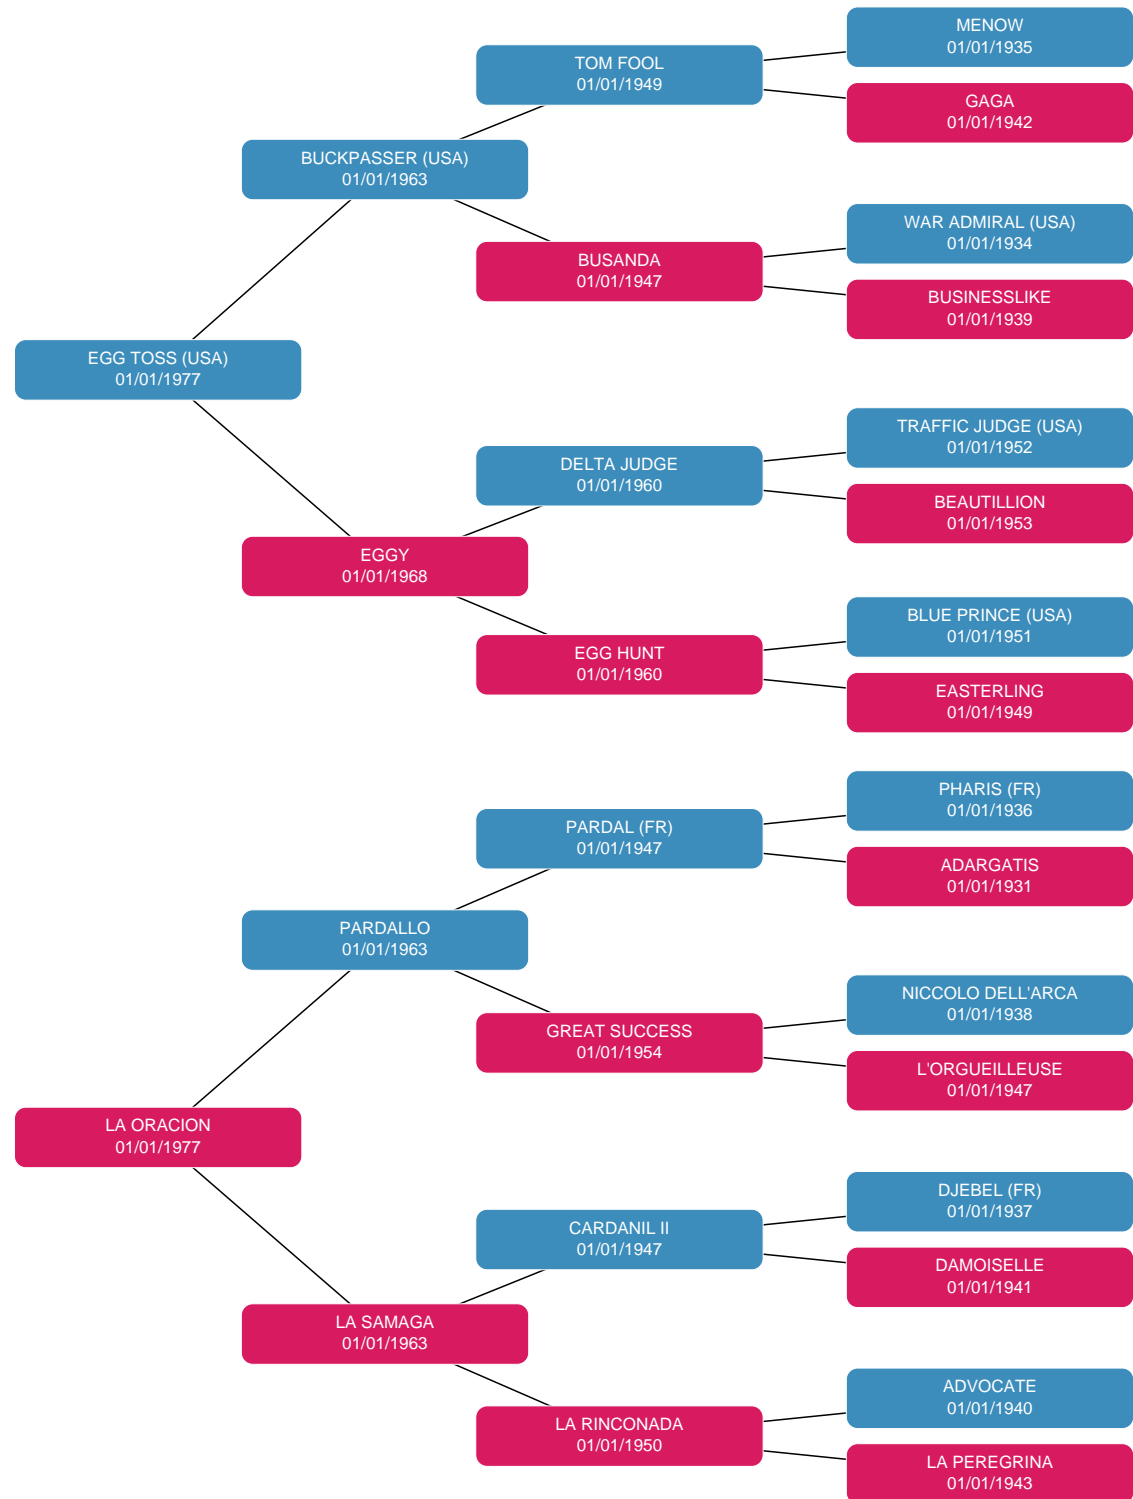 MENOW
01/01/1935
TOM FOOL
01/01/1949
GAGA
01/01/1942
BUCKPASSER (USA)
01/01/1963
WAR ADMIRAL (USA)
01/01/1934
BUSANDA
01/01/1947
BUSINESSLIKE
01/01/1939
EGG TOSS (USA)
01/01/1977
TRAFFIC JUDGE (USA)
01/01/1952
DELTA JUDGE
01/01/1960
BEAUTILLION
01/01/1953
EGGY
01/01/1968
BLUE PRINCE (USA)
01/01/1951
EGG HUNT
01/01/1960
EASTERLING
01/01/1949
PHARIS (FR)
01/01/1936
PARDAL (FR)
01/01/1947
ADARGATIS
01/01/1931
PARDALLO
01/01/1963
NICCOLO DELL'ARCA
01/01/1938
GREAT SUCCESS
01/01/1954
L'ORGUEILLEUSE
01/01/1947
LA ORACION
01/01/1977
DJEBEL (FR)
01/01/1937
CARDANIL II
01/01/1947
DAMOISELLE
01/01/1941
LA SAMAGA
01/01/1963
ADVOCATE
01/01/1940
LA RINCONADA
01/01/1950
LA PEREGRINA
01/01/1943